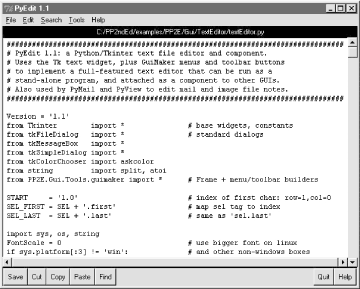 PyEdit 1.1
File Edit Search Tools Help
C:/PP2ndEd/examples/PP2E/Gui/TextEditor/textEditor.py
################################################################################
# PyEdit 1.1: a Python/Tkinter text file editor and component.
# Uses the Tk text widget, plus GuiMaker menus and toolbar buttons
# to implement a full-featured text editor that can be run as a
# stand-alone program, and attached as a component to other GUIs.
# Also used by PyMail and PyView to edit mail and image file notes.
################################################################################
Version = '1.1'
from Tkinter import * # base widgets, constants
from tkFileDialog import * # standard dialogs
from tkMessageBox import *
from tkSimpleDialog import *
from tkColorChooser import askcolor
from string import split, atoi
from PP2E.Gui.Tools.guimaker import * # Frame + menu/toolbar builders
START = '1.0' # index of first char: row=1,col=0
SEL_FIRST = SEL + '.first' # map sel tag to index
SEL_LAST = SEL + '.last' # same as 'sel.last'
import sys, os, string
FontScale = 0 # use bigger font on linux
if sys.platform[:3] != 'win': # and other non-windows boxes
Save Cut Copy Paste Find Quit Help